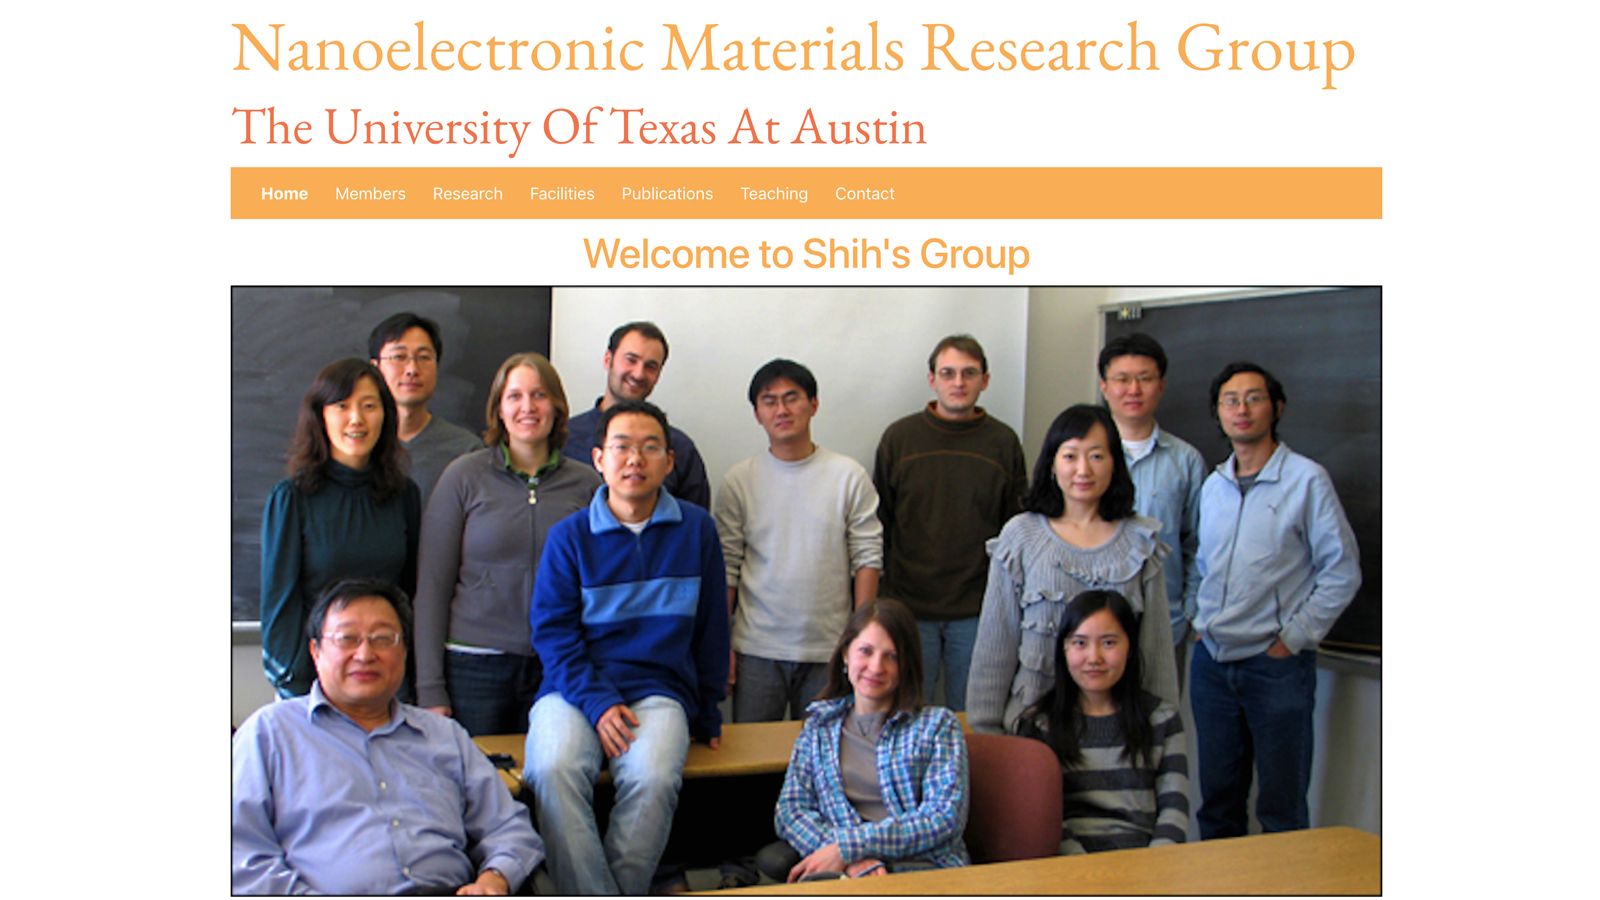 Nanoelectronic Materials Research Group
The University Of Texas At Austin
Home Members Research Facilities Publications Teaching Contact
Welcome to Shih's Group